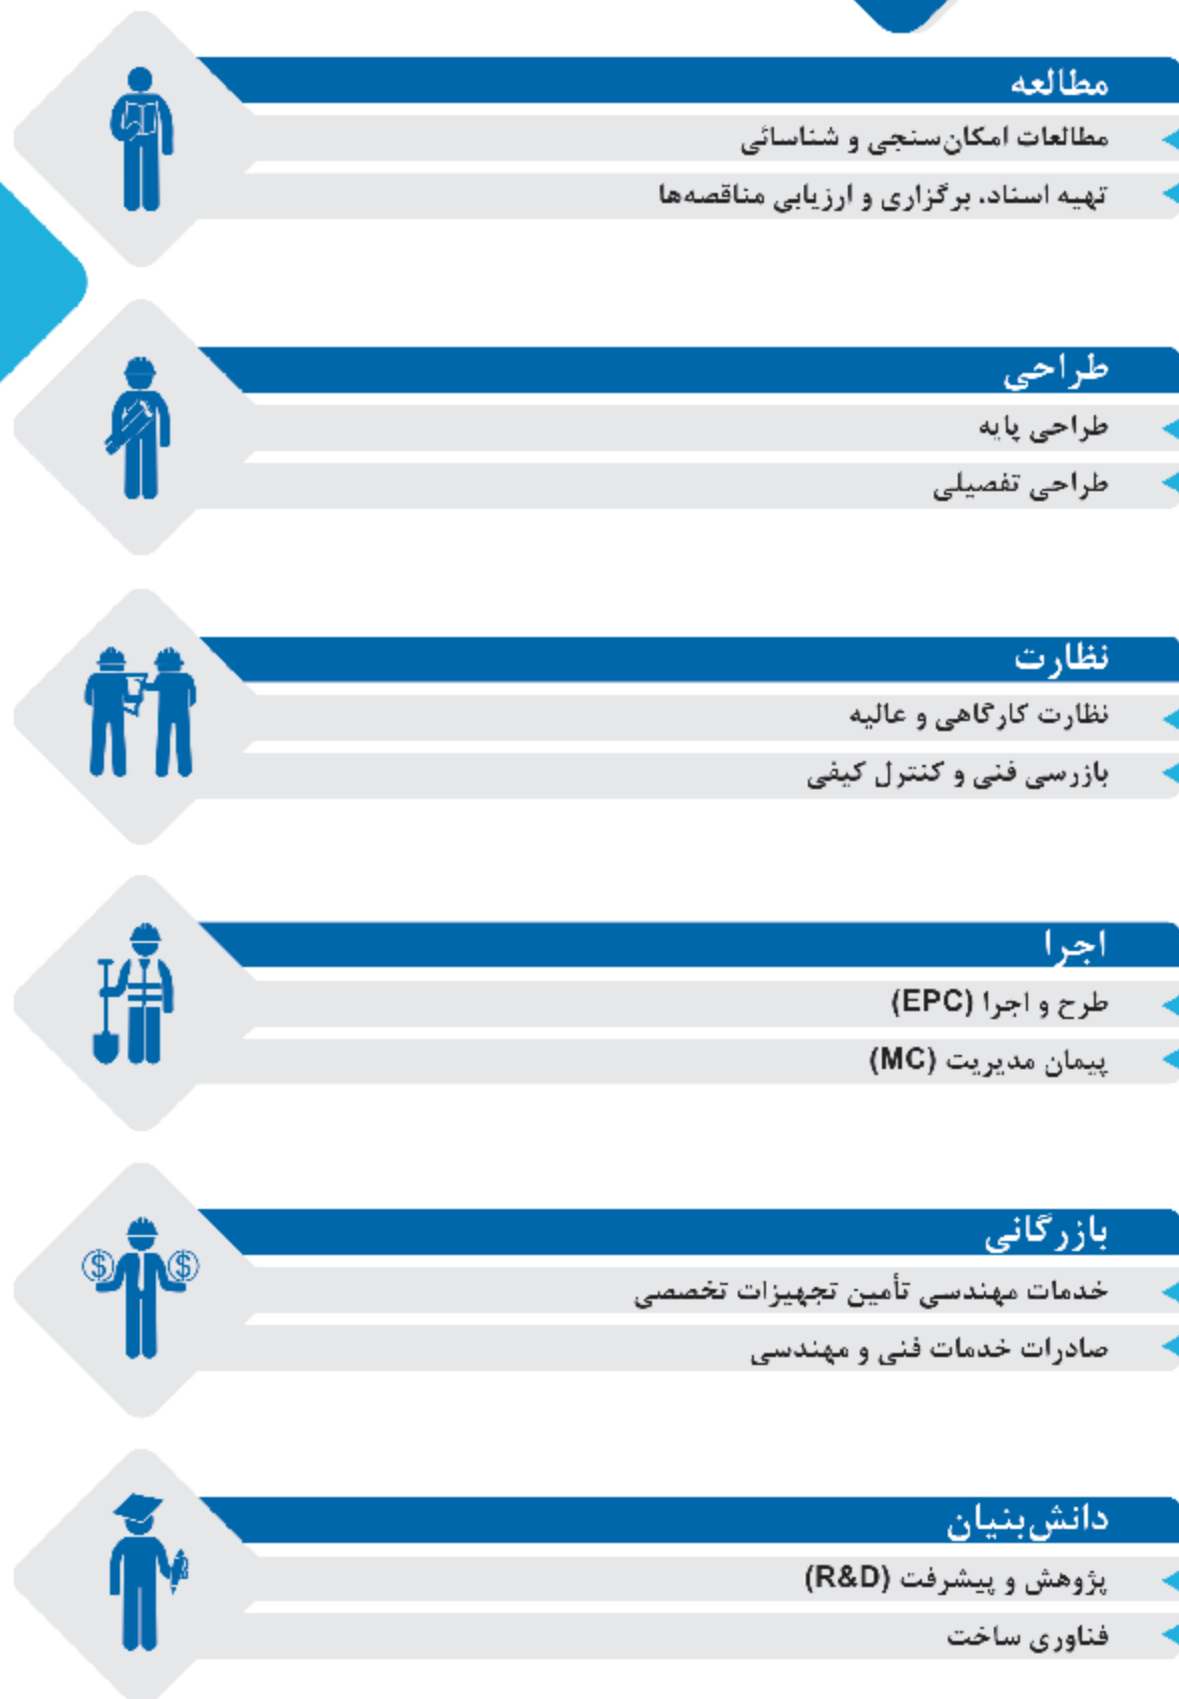 مطالعه
مطالعات امکان‌سنجی و شناسائی
تهیه اسناد، برگزاری و ارزیابی مناقصه‌ها
طراحی
طراحی پایه
طراحی تفصیلی
نظارت
نظارت کارگاهی و عالیه
بازرسی فنی و کنترل کیفی
اجرا
طرح و اجرا (EPC)
پیمان مدیریت (MC)
بازرگانی
خدمات مهندسی تأمین تجهیزات تخصصی
صادرات خدمات فنی و مهندسی
$ $
دانش‌بنیان
پژوهش و پیشرفت (R&D)
فناوری ساخت